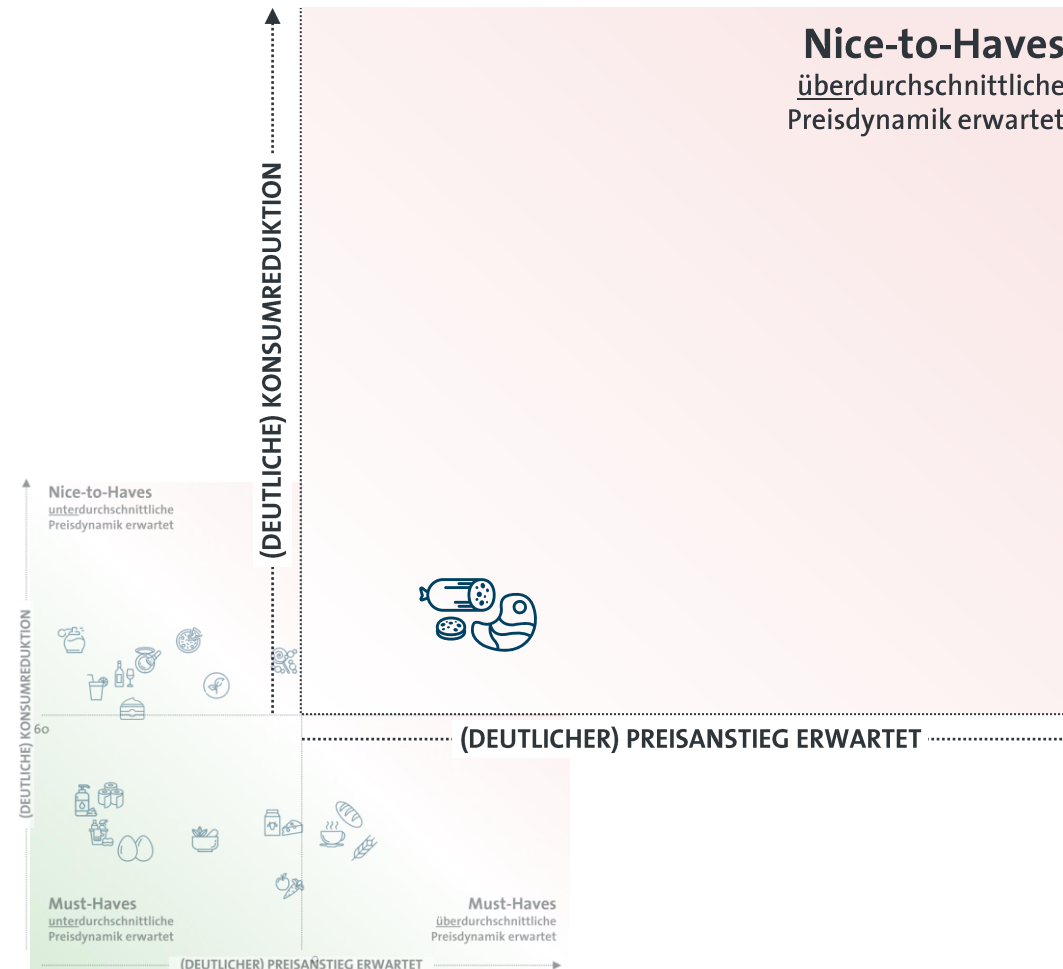 Nice-to-Haves
überdurchschnittliche
Preisdynamik erwartet
(DEUTLICHE) KONSUMREDUKTION
(DEUTLICHER) PREISANSTIEG ERWARTET
Nice-to-Haves
unterdurchschnittliche
Preisdynamik erwartet
(DEUTLICHE) KONSUMREDUKTION
60
Must-Haves
unterdurchschnittliche
Preisdynamik erwartet
Must-Haves
überdurchschnittliche
Preisdynamik erwartet
(DEUTLICHER) PREISANSTIEG ERWARTET